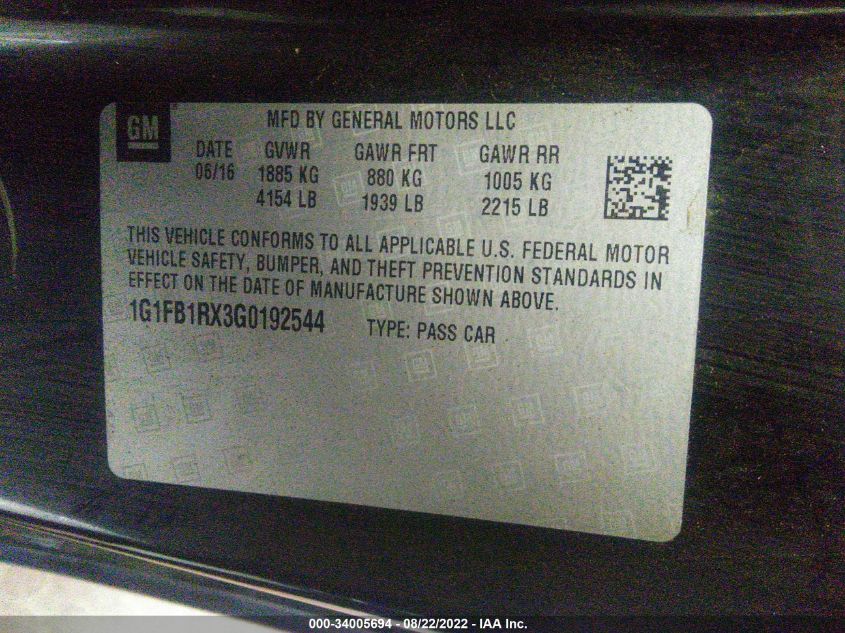 GM
MFD BY GENERAL MOTORS LLC
DATE GVWR GAWR FRT GAWR RR
06/16 1885 KG 880 KG 1005 KG
4154 LB 1939 LB 2215 LB
THIS VEHICLE CONFORMS TO ALL APPLICABLE U.S. FEDERAL MOTOR
VEHICLE SAFETY, BUMPER, AND THEFT PREVENTION STANDARDS IN
EFFECT ON THE DATE OF MANUFACTURE SHOWN ABOVE.
1G1FB1RX3G0192544 TYPE: PASS CAR
000-34005694 - 08/22/2022 - IAA Inc.